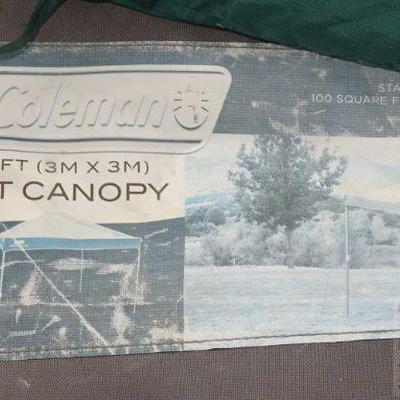 Coleman
FT (3M X 3M)
T CANOPY
STA
100 SQUARE F